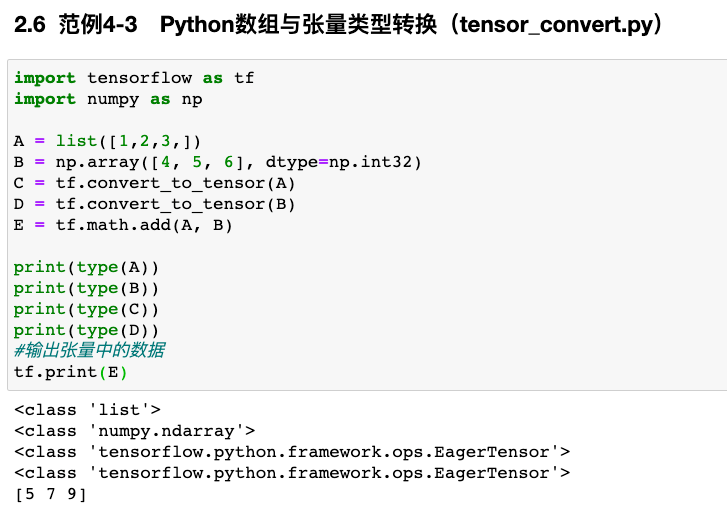 2.6 范例4-3 Python数组与张量类型转换（tensor_convert.py）
import tensorflow as tf
import numpy as np
A = list([1,2,3,])
B = np.array([4, 5, 6], dtype=np.int32)
C = tf.convert_to_tensor(A)
D = tf.convert_to_tensor(B)
E = tf.math.add(A, B)
print(type(A))
print(type(B))
print(type(C))
print(type(D))
#输出张量中的数据
tf.print(E)
<class 'list'>
<class 'numpy.ndarray'>
<class 'tensorflow.python.framework.ops.EagerTensor'>
<class 'tensorflow.python.framework.ops.EagerTensor'>
[5 7 9]